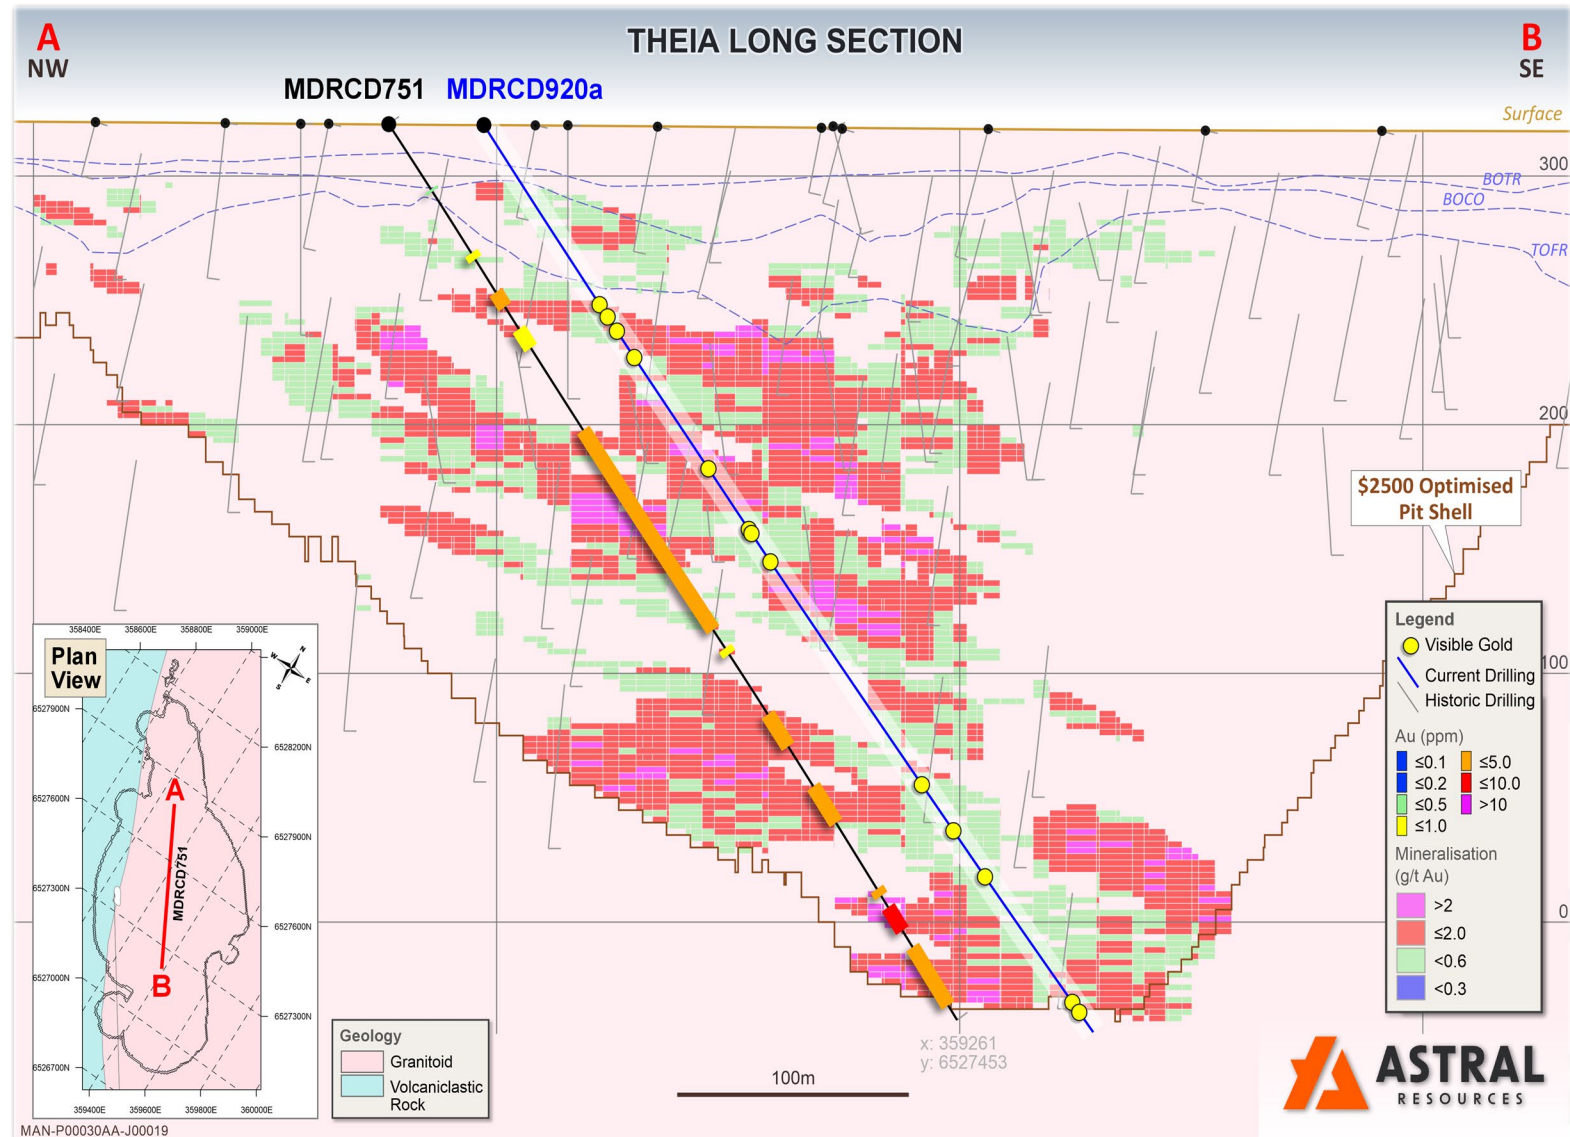 THEIA LONG SECTION
A
NW
B
SE
MDRCD751
MDRCD920a
Surface
300
BOTR
BOCO
TOFR
200
$2500 Optimised
Pit Shell
100
0
Legend
Visible Gold
Current Drilling
Historic Drilling
Au (ppm)
≤0.1
≤5.0
≤0.2
≤10.0
≤0.5
>10
≤1.0
Mineralisation
(g/t Au)
>2
≤2.0
<0.6
<0.3
358400E
358600E
358800E
359000E
Plan
View
N
W
E
S
6527900N
6528200N
6527600N
6527900N
6527300N
6527600N
6527000N
6527300N
6526700N
A
MDRCD751
B
359400E
359600E
359800E
360000E
Geology
Granitoid
Volcaniclastic
Rock
x: 359261
y: 6527453
100m
ASTRAL
RESOURCES
MAN-P00030AA-J00019